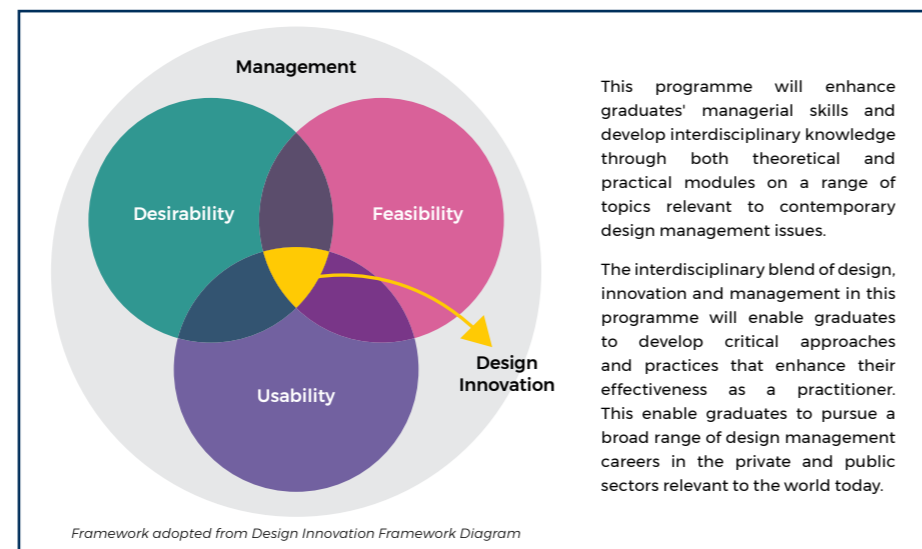 Management
Desirability
Feasibility
Usability
Design
Innovation
Framework adopted from Design Innovation Framework Diagram
This programme will enhance
graduates' managerial skills and
develop interdisciplinary knowledge
through both theoretical and
practical modules on a range of
topics relevant to contemporary
design management issues.
The interdisciplinary blend of design,
innovation and management in this
programme will enable graduates
to develop critical approaches
and practices that enhance their
effectiveness as a practitioner.
This enable graduates to pursue a
broad range of design management
careers in the private and public
sectors relevant to the world today.